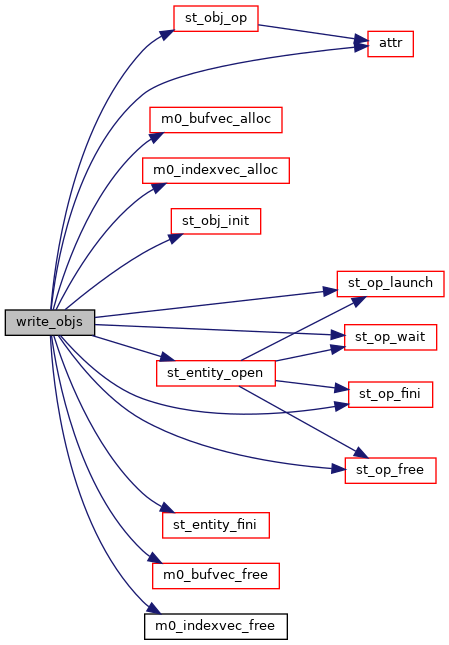 st_obj_op
attr
m0_bufvec_alloc
m0_indexvec_alloc
st_obj_init
st_op_launch
write_objs
st_op_wait
st_entity_open
st_op_fini
st_op_free
st_entity_fini
m0_bufvec_free
m0_indexvec_free